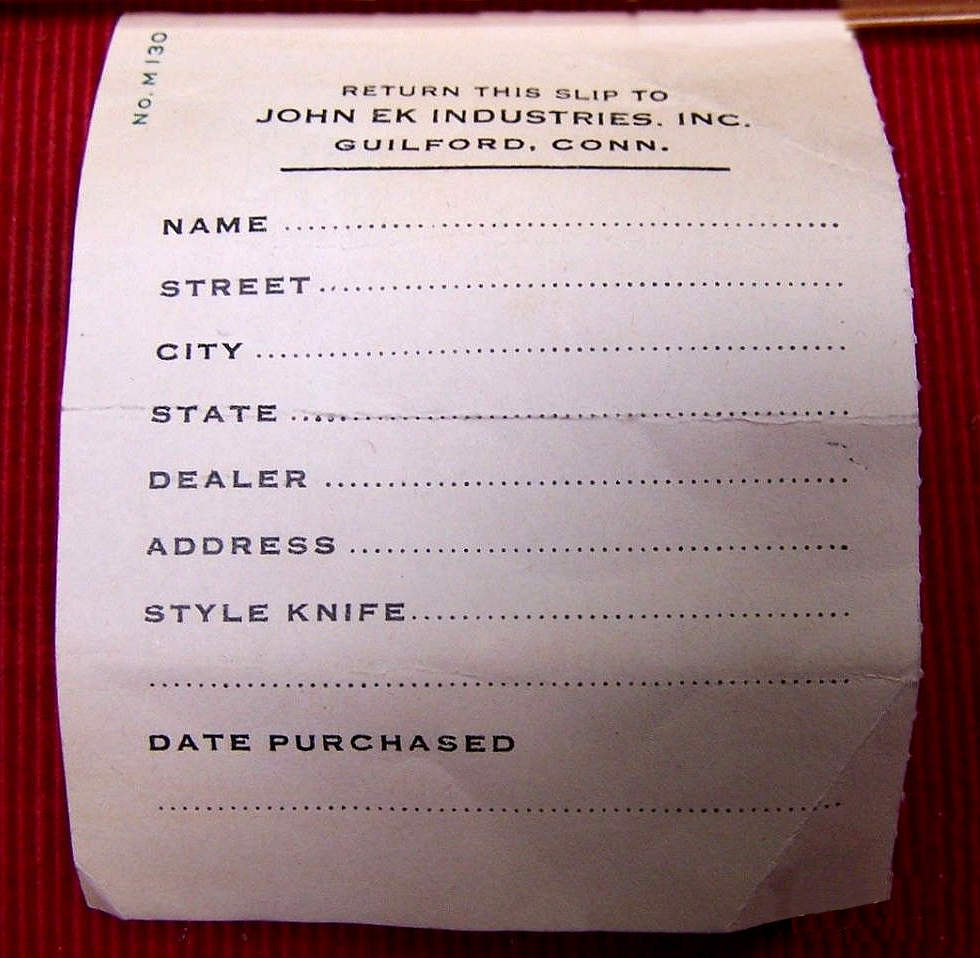 No. M 130
RETURN THIS SLIP TO
JOHN EK INDUSTRIES, INC.
GUILFORD, CONN.
NAME
STREET
CITY
STATE
DEALER
ADDRESS
STYLE KNIFE
DATE PURCHASED